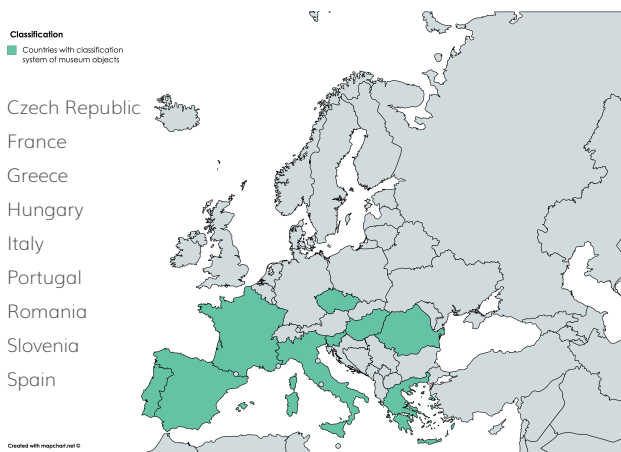 Classification
Countries with classification
system of museum objects
Czech Republic
France
Greece
Hungary
Italy
Portugal
Romania
Slovenia
Spain
Created with mapchart.net ©